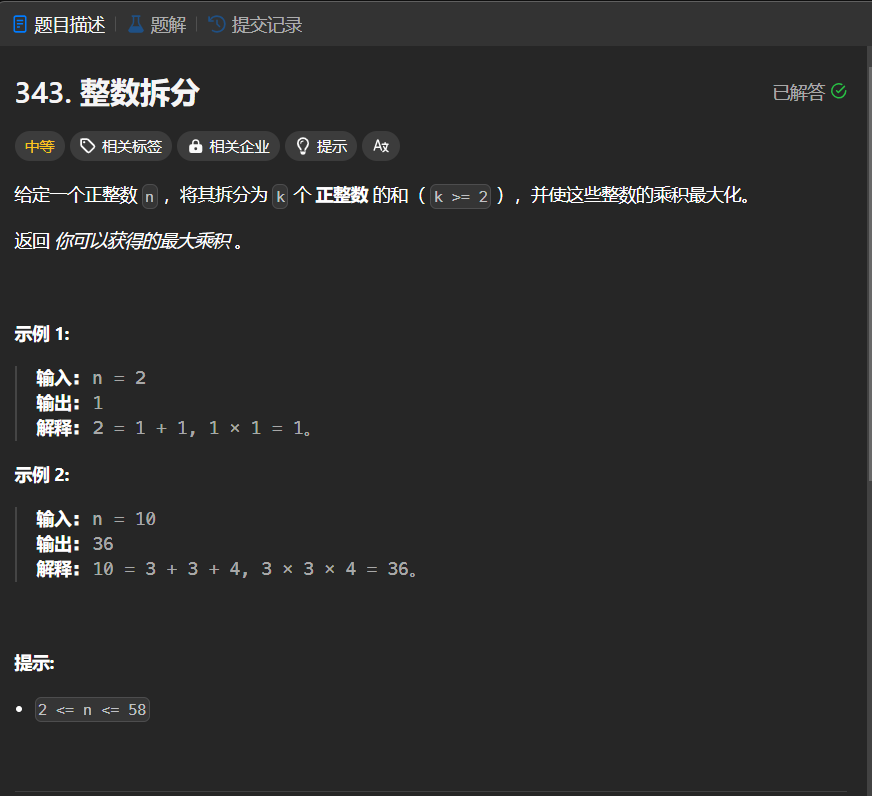 题目描述 | 题解 | 提交记录
343. 整数拆分 已解答
中等 相关标签 相关企业 提示 Aあ
给定一个正整数 n ，将其拆分为 k 个 正整数 的和（ k >= 2 ），并使这些整数的乘积最大化。
返回 你可以获得的最大乘积 。
示例 1:
输入: n = 2
输出: 1
解释: 2 = 1 + 1, 1 × 1 = 1。
示例 2:
输入: n = 10
输出: 36
解释: 10 = 3 + 3 + 4, 3 × 3 × 4 = 36。
提示:
2 <= n <= 58